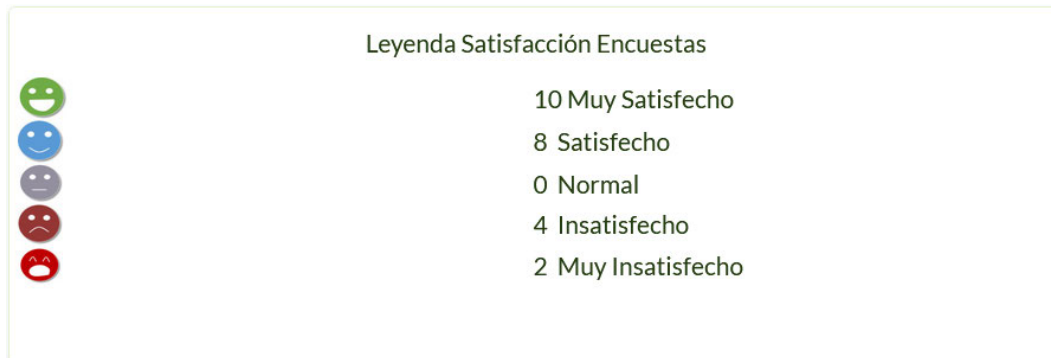 Leyenda Satisfacción Encuestas
10 Muy Satisfecho
8 Satisfecho
0 Normal
4 Insatisfecho
2 Muy Insatisfecho